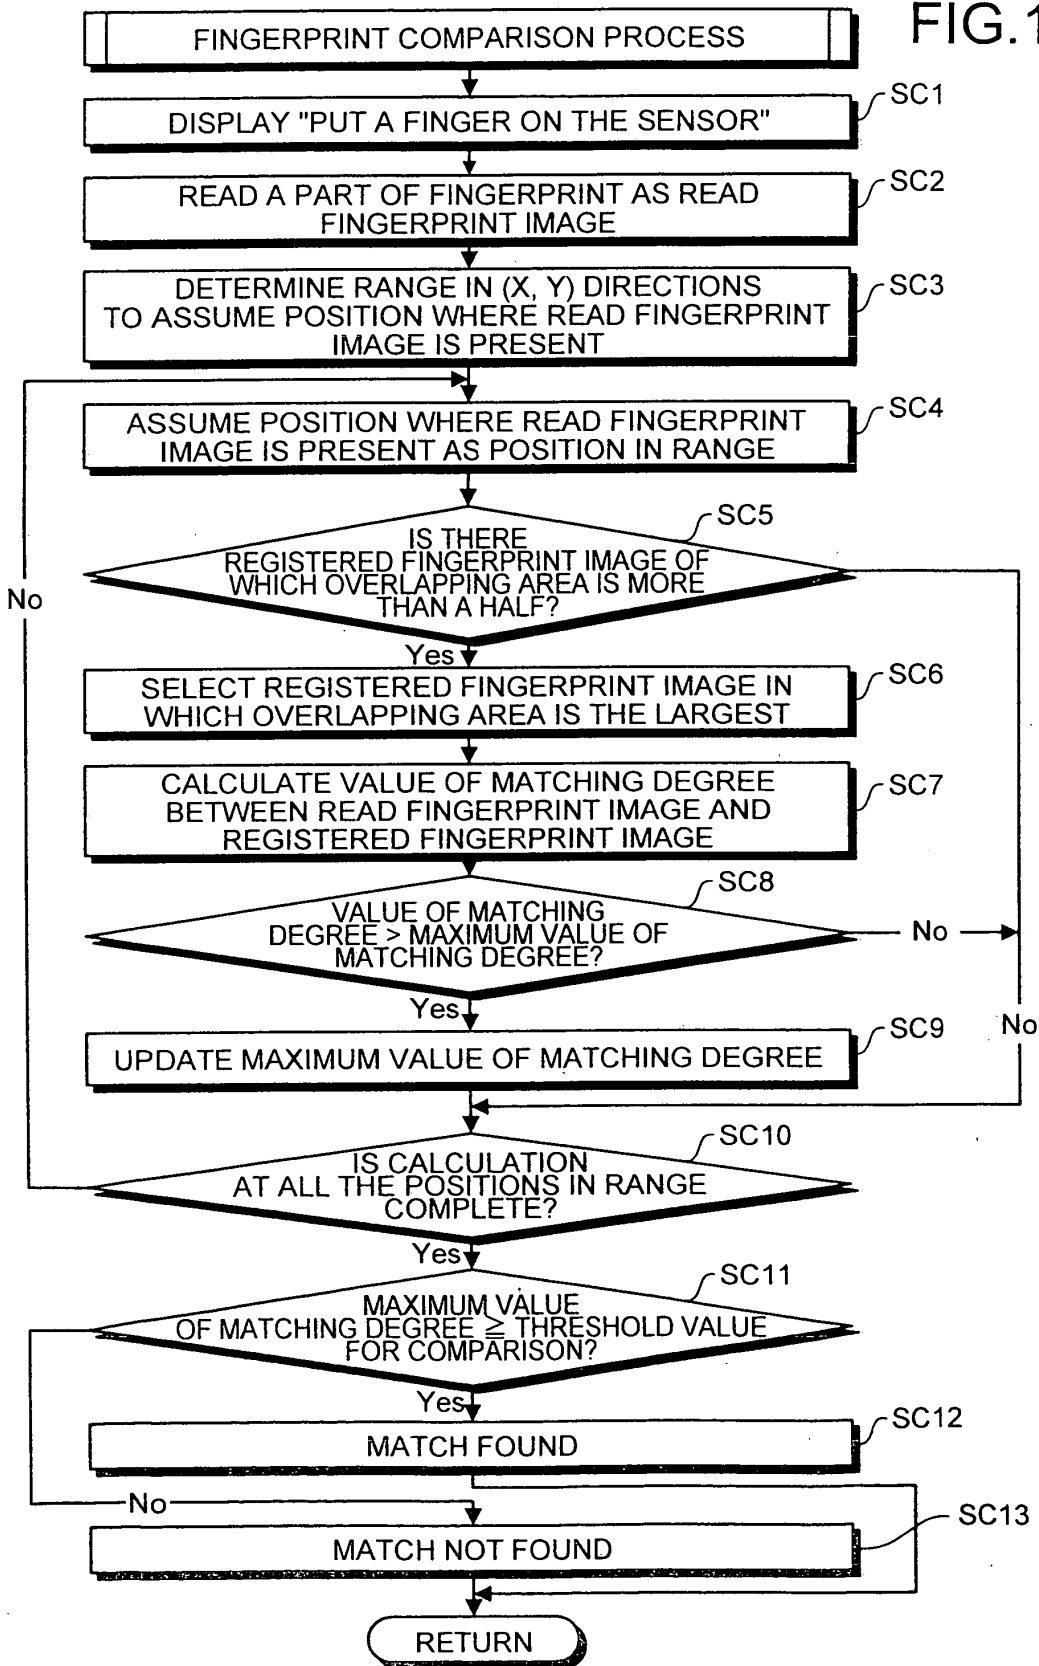 FIG.1
FINGERPRINT COMPARISON PROCESS
SC1
DISPLAY "PUT A FINGER ON THE SENSOR"
SC2
READ A PART OF FINGERPRINT AS READ
FINGERPRINT IMAGE
SC3
DETERMINE RANGE IN (X, Y) DIRECTIONS
TO ASSUME POSITION WHERE READ FINGERPRINT
IMAGE IS PRESENT
SC4
ASSUME POSITION WHERE READ FINGERPRINT
IMAGE IS PRESENT AS POSITION IN RANGE
SC5
IS THERE
REGISTERED FINGERPRINT IMAGE OF
WHICH OVERLAPPING AREA IS MORE
THAN A HALF?
No
Yes
SC6
SELECT REGISTERED FINGERPRINT IMAGE IN
WHICH OVERLAPPING AREA IS THE LARGEST
SC7
CALCULATE VALUE OF MATCHING DEGREE
BETWEEN READ FINGERPRINT IMAGE AND
REGISTERED FINGERPRINT IMAGE
SC8
VALUE OF MATCHING
DEGREE > MAXIMUM VALUE OF
MATCHING DEGREE?
No
Yes
No
SC9
UPDATE MAXIMUM VALUE OF MATCHING DEGREE
SC10
IS CALCULATION
AT ALL THE POSITIONS IN RANGE
COMPLETE?
Yes
SC11
MAXIMUM VALUE
OF MATCHING DEGREE ≧ THRESHOLD VALUE
FOR COMPARISON?
Yes
SC12
MATCH FOUND
No
SC13
MATCH NOT FOUND
RETURN